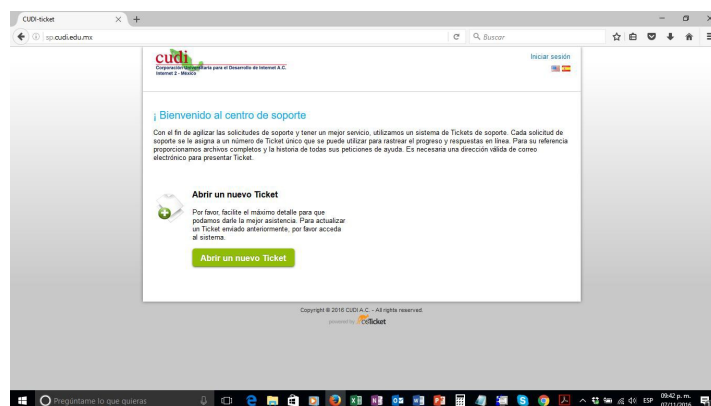 CUDI-ticket
sp.cudi.edu.mx
Buscar
cudi
Corporación Universitaria para el Desarrollo de Internet A.C.
Internet 2 - México
Iniciar sesión
¡ Bienvenido al centro de soporte
Con el fin de agilizar las solicitudes de soporte y tener un mejor servicio, utilizamos un sistema de Tickets de soporte. Cada solicitud de
soporte se le asigna a un número de Ticket único que se puede utilizar para rastrear el progreso y respuestas en línea. Para su referencia
proporcionamos archivos completos y la historia de todas sus peticiones de ayuda. Es necesaria una dirección válida de correo
electrónico para presentar Ticket.
Abrir un nuevo Ticket
Por favor, facilite el máximo detalle para que
podamos darle la mejor asistencia. Para actualizar
un Ticket enviado anteriormente, por favor acceda
al sistema.
Abrir un nuevo Ticket
Copyright © 2016 CUDI A.C. - All rights reserved.
powered by osTicket
Pregúntame lo que quieras
ESP
09:42 p. m.
07/11/2016